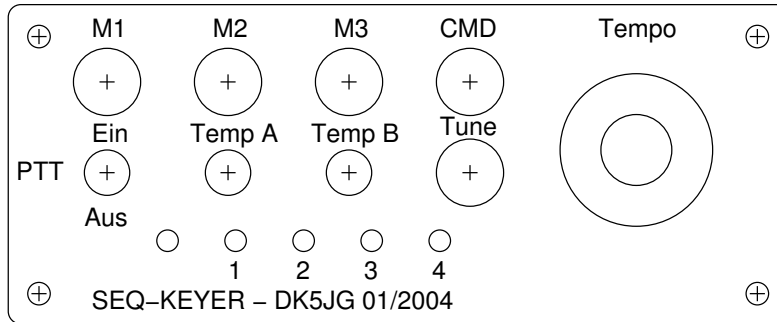 M1 M2 M3 CMD Tempo
Ein Temp A Temp B Tune
PTT
Aus
1 2 3 4
SEQ–KEYER – DK5JG 01/2004